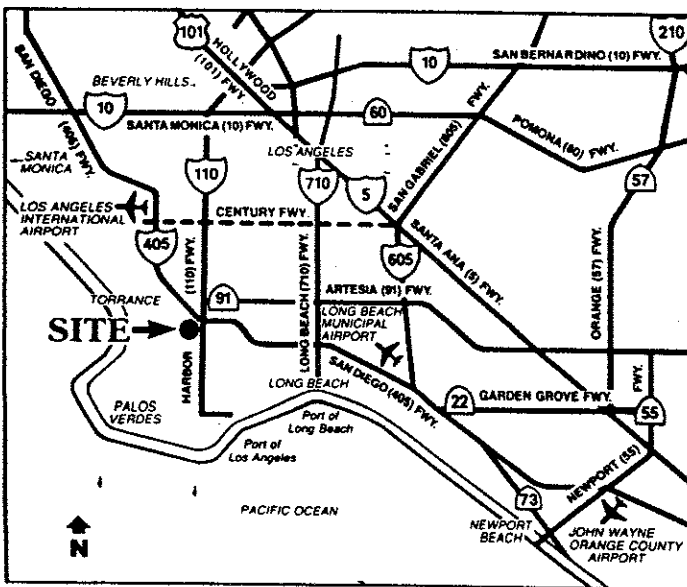 101
HOLLYWOOD
(101) FWY.
210
SAN BERNARDINO (10) FWY.
10
SAN DIEGO
(406) FWY.
BEVERLY HILLS
10
SANTA MONICA (10) FWY.
60
POMONA (60) FWY.
SAN GABRIEL (605) FWY.
LOS ANGELES
SANTA
MONICA
110
710
5
57
LOS ANGELES
INTERNATIONAL
AIRPORT
CENTURY FWY.
405
(110) FWY.
HARBOR
605
SANTA ANA (5) FWY.
ORANGE (57) FWY.
TORRANCE
91
ARTESIA (91) FWY.
LONG BEACH (710) FWY.
LONG BEACH
MUNICIPAL
AIRPORT
SITE
SAN DIEGO (405) FWY.
LONG BEACH
22
GARDEN GROVE FWY.
55
NEWPORT (55)
FWY.
PALOS
VERDES
Port of
Long Beach
Port of
Los Angeles
73
PACIFIC OCEAN
NEWPORT
BEACH
JOHN WAYNE
ORANGE COUNTY
AIRPORT
N